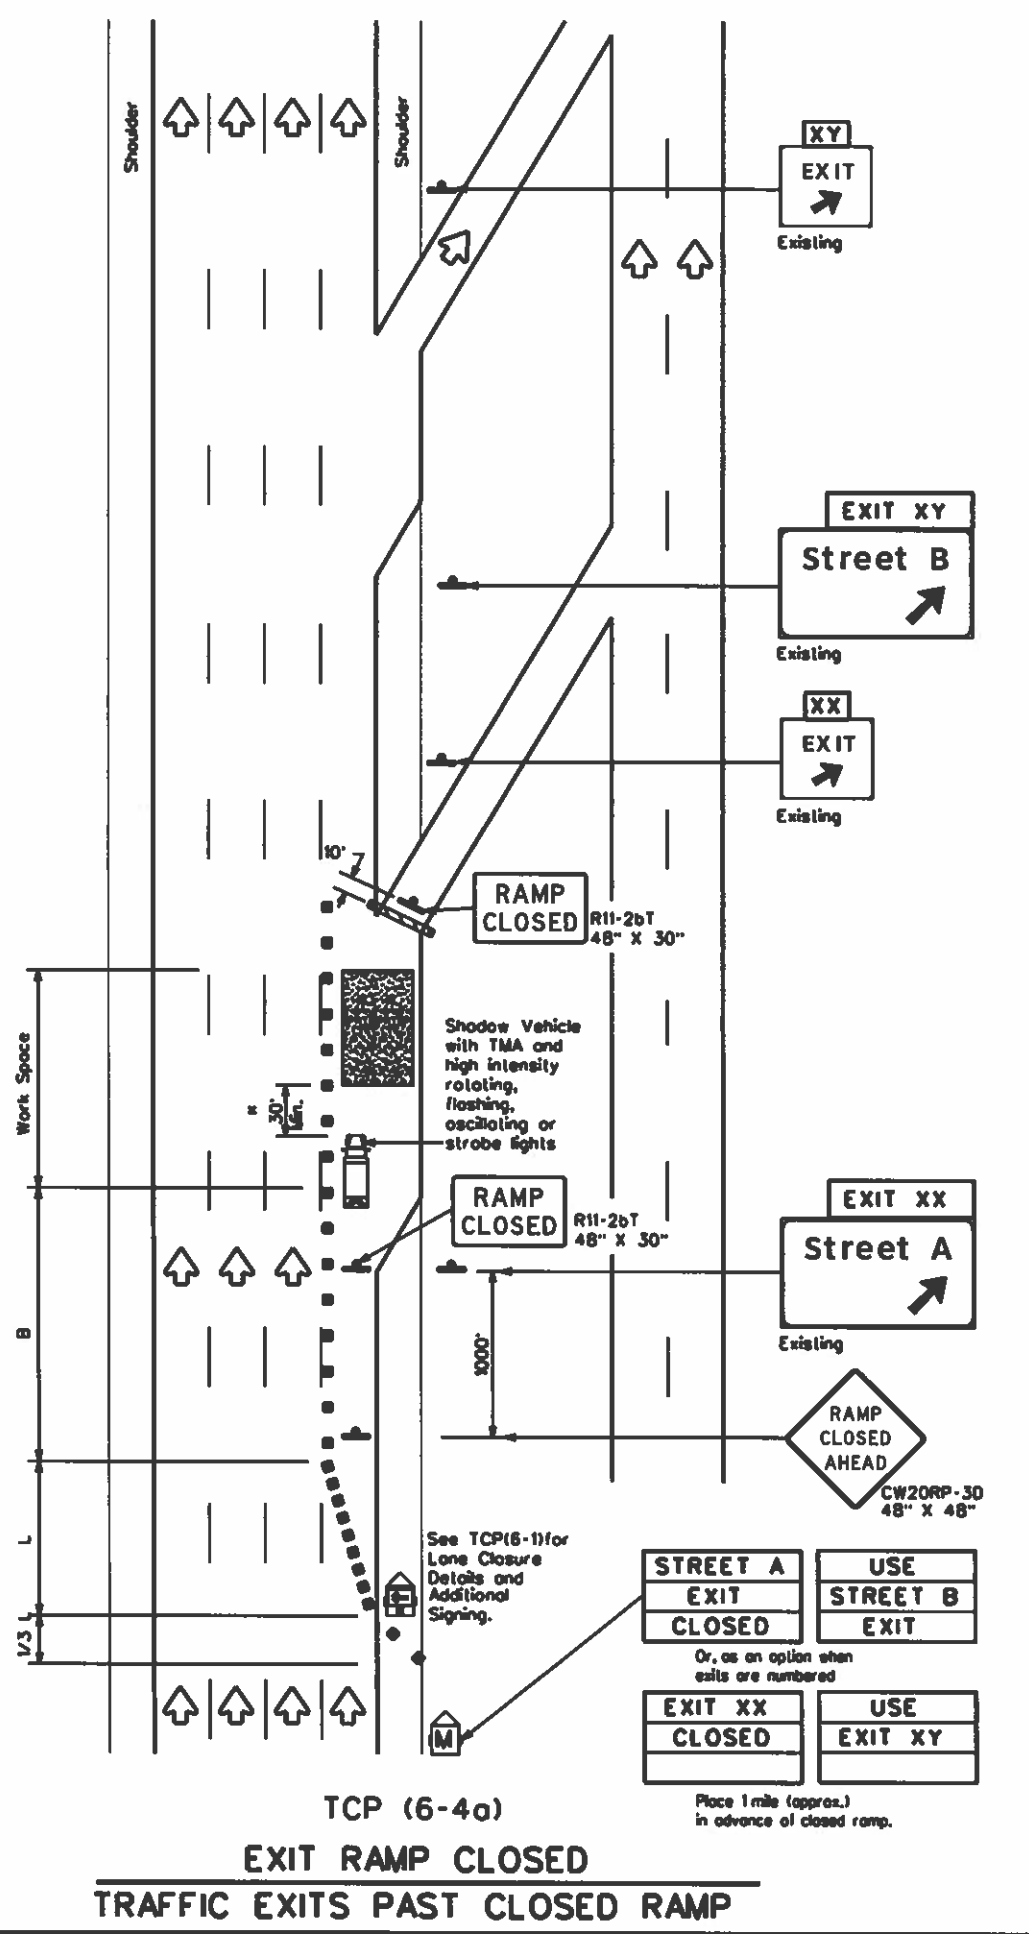 Shoulder
Shoulder
XY
EXIT
Existing
EXIT XY
Street B
Existing
XX
EXIT
Existing
10'
RAMP
CLOSED
R11-2bT
48" X 30"
Work Space
Shadow Vehicle
with TMA and
high intensity
rotating,
flashing,
oscillating or
strobe lights
30'
Min.
RAMP
CLOSED
R11-2bT
48" X 30"
EXIT XX
Street A
Existing
B
1000'
RAMP
CLOSED
AHEAD
CW20RP-3D
48" X 48"
L
See TCP(6-1)for
Lane Closure
Details and
Additional
Signing.
1/3 L
STREET A
EXIT
CLOSED
USE
STREET B
EXIT
Or, as an option when
exits are numbered
EXIT XX
CLOSED
USE
EXIT XY
M
Place 1 mile (approx.)
in advance of closed ramp.
TCP (6-4a)
EXIT RAMP CLOSED
TRAFFIC EXITS PAST CLOSED RAMP